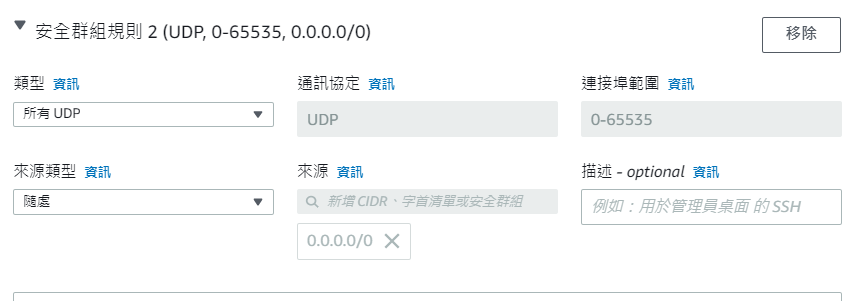 安全群組規則 2 (UDP, 0-65535, 0.0.0.0/0)
移除
類型 資訊
通訊協定 資訊
連接埠範圍 資訊
所有 UDP
UDP
0-65535
來源類型 資訊
來源 資訊
描述 - optional 資訊
隨處
新增 CIDR、字首清單或安全群組
例如：用於管理員桌面 的 SSH
0.0.0.0/0